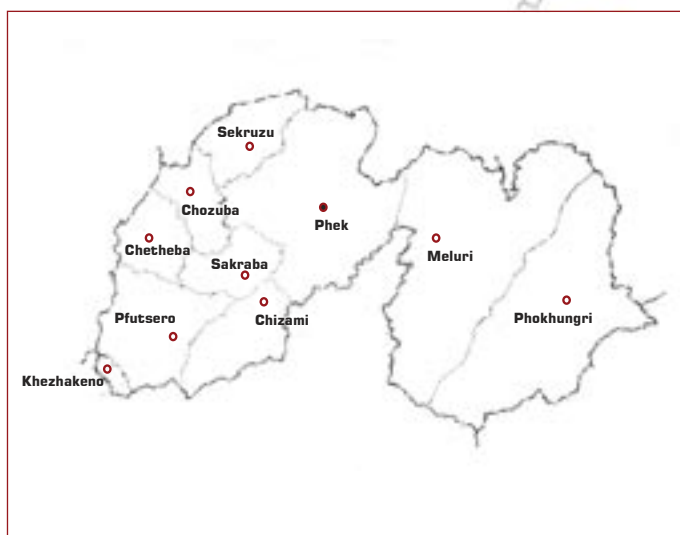 Sekruzu
Chozuba
Phek
Chetheba
Meluri
Sakraba
Chizami
Phokhungri
Pfutsero
Khezhakeno